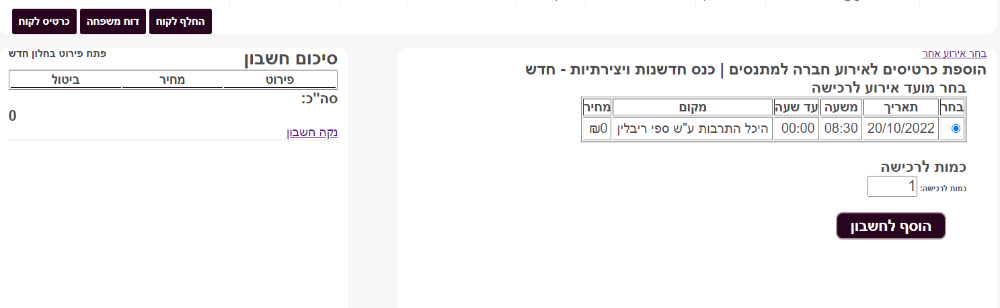 החלף לקוח
דוח משפחה
כרטיס לקוח
בחר אירוע אחר
הוספת כרטיסים לאירוע חברה למתנסים | כנס חדשנות ויצירתיות - חדש
בחר מועד אירוע לרכישה
בחר תאריך משעה עד שעה מקום מחיר
20/10/2022 08:30 00:00 היכל התרבות ע"ש ספי ריבלין ₪0
כמות לרכישה
כמות לרכישה: 1
הוסף לחשבון
סיכום חשבון
פתח פירוט בחלון חדש
פירוט מחיר ביטול
סה"כ:
0
נקה חשבון